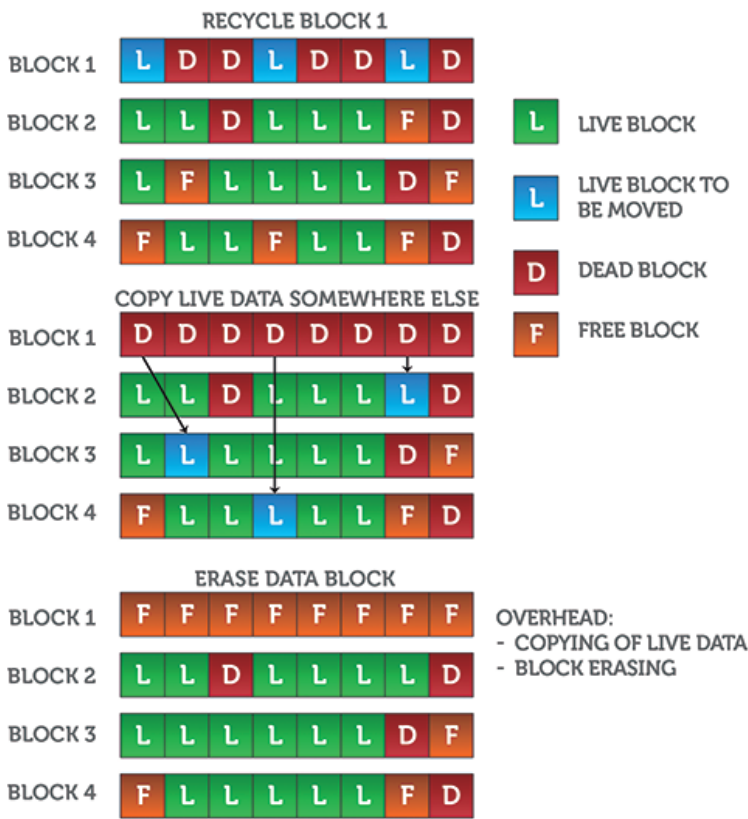 RECYCLE BLOCK 1
BLOCK 1 L D D L D D L D
BLOCK 2 L L D L L L F D
BLOCK 3 L F L L L L D F
BLOCK 4 F L L F L L F D
L LIVE BLOCK
L LIVE BLOCK TO
BE MOVED
D DEAD BLOCK
F FREE BLOCK
COPY LIVE DATA SOMEWHERE ELSE
BLOCK 1 D D D D D D D D
BLOCK 2 L L D L L L L D
BLOCK 3 L L L L L L D F
BLOCK 4 F L L L L L F D
ERASE DATA BLOCK
BLOCK 1 F F F F F F F F
BLOCK 2 L L D L L L L D
BLOCK 3 L L L L L L D F
BLOCK 4 F L L L L L F D
OVERHEAD:
- COPYING OF LIVE DATA
- BLOCK ERASING